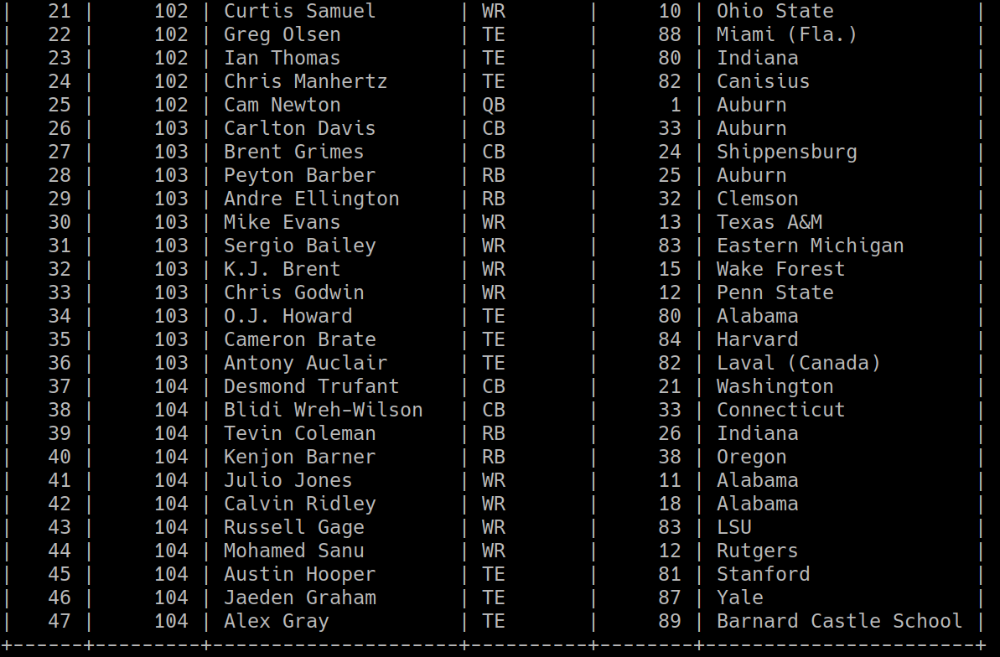 |    21 |      102 | Curtis Samuel        | WR       |     10 | Ohio State             |
|    22 |      102 | Greg Olsen           | TE       |     88 | Miami (Fla.)           |
|    23 |      102 | Ian Thomas           | TE       |     80 | Indiana                |
|    24 |      102 | Chris Manhertz       | TE       |     82 | Canisius               |
|    25 |      102 | Cam Newton           | QB       |      1 | Auburn                 |
|    26 |      103 | Carlton Davis        | CB       |     33 | Auburn                 |
|    27 |      103 | Brent Grimes         | CB       |     24 | Shippensburg           |
|    28 |      103 | Peyton Barber        | RB       |     25 | Auburn                 |
|    29 |      103 | Andre Ellington      | RB       |     32 | Clemson                |
|    30 |      103 | Mike Evans           | WR       |     13 | Texas A&M              |
|    31 |      103 | Sergio Bailey        | WR       |     83 | Eastern Michigan       |
|    32 |      103 | K.J. Brent           | WR       |     15 | Wake Forest            |
|    33 |      103 | Chris Godwin         | WR       |     12 | Penn State             |
|    34 |      103 | O.J. Howard          | TE       |     80 | Alabama                |
|    35 |      103 | Cameron Brate        | TE       |     84 | Harvard                |
|    36 |      103 | Antony Auclair       | TE       |     82 | Laval (Canada)         |
|    37 |      104 | Desmond Trufant      | CB       |     21 | Washington             |
|    38 |      104 | Blidi Wreh-Wilson    | CB       |     33 | Connecticut            |
|    39 |      104 | Tevin Coleman        | RB       |     26 | Indiana                |
|    40 |      104 | Kenjon Barner        | RB       |     38 | Oregon                 |
|    41 |      104 | Julio Jones          | WR       |     11 | Alabama                |
|    42 |      104 | Calvin Ridley        | WR       |     18 | Alabama                |
|    43 |      104 | Russell Gage         | WR       |     83 | LSU                    |
|    44 |      104 | Mohamed Sanu         | WR       |     12 | Rutgers                |
|    45 |      104 | Austin Hooper        | TE       |     81 | Stanford               |
|    46 |      104 | Jaeden Graham        | TE       |     87 | Yale                   |
|    47 |      104 | Alex Gray            | TE       |     89 | Barnard Castle School |
+------+---------+---------------------+----------+--------+-----------------------+